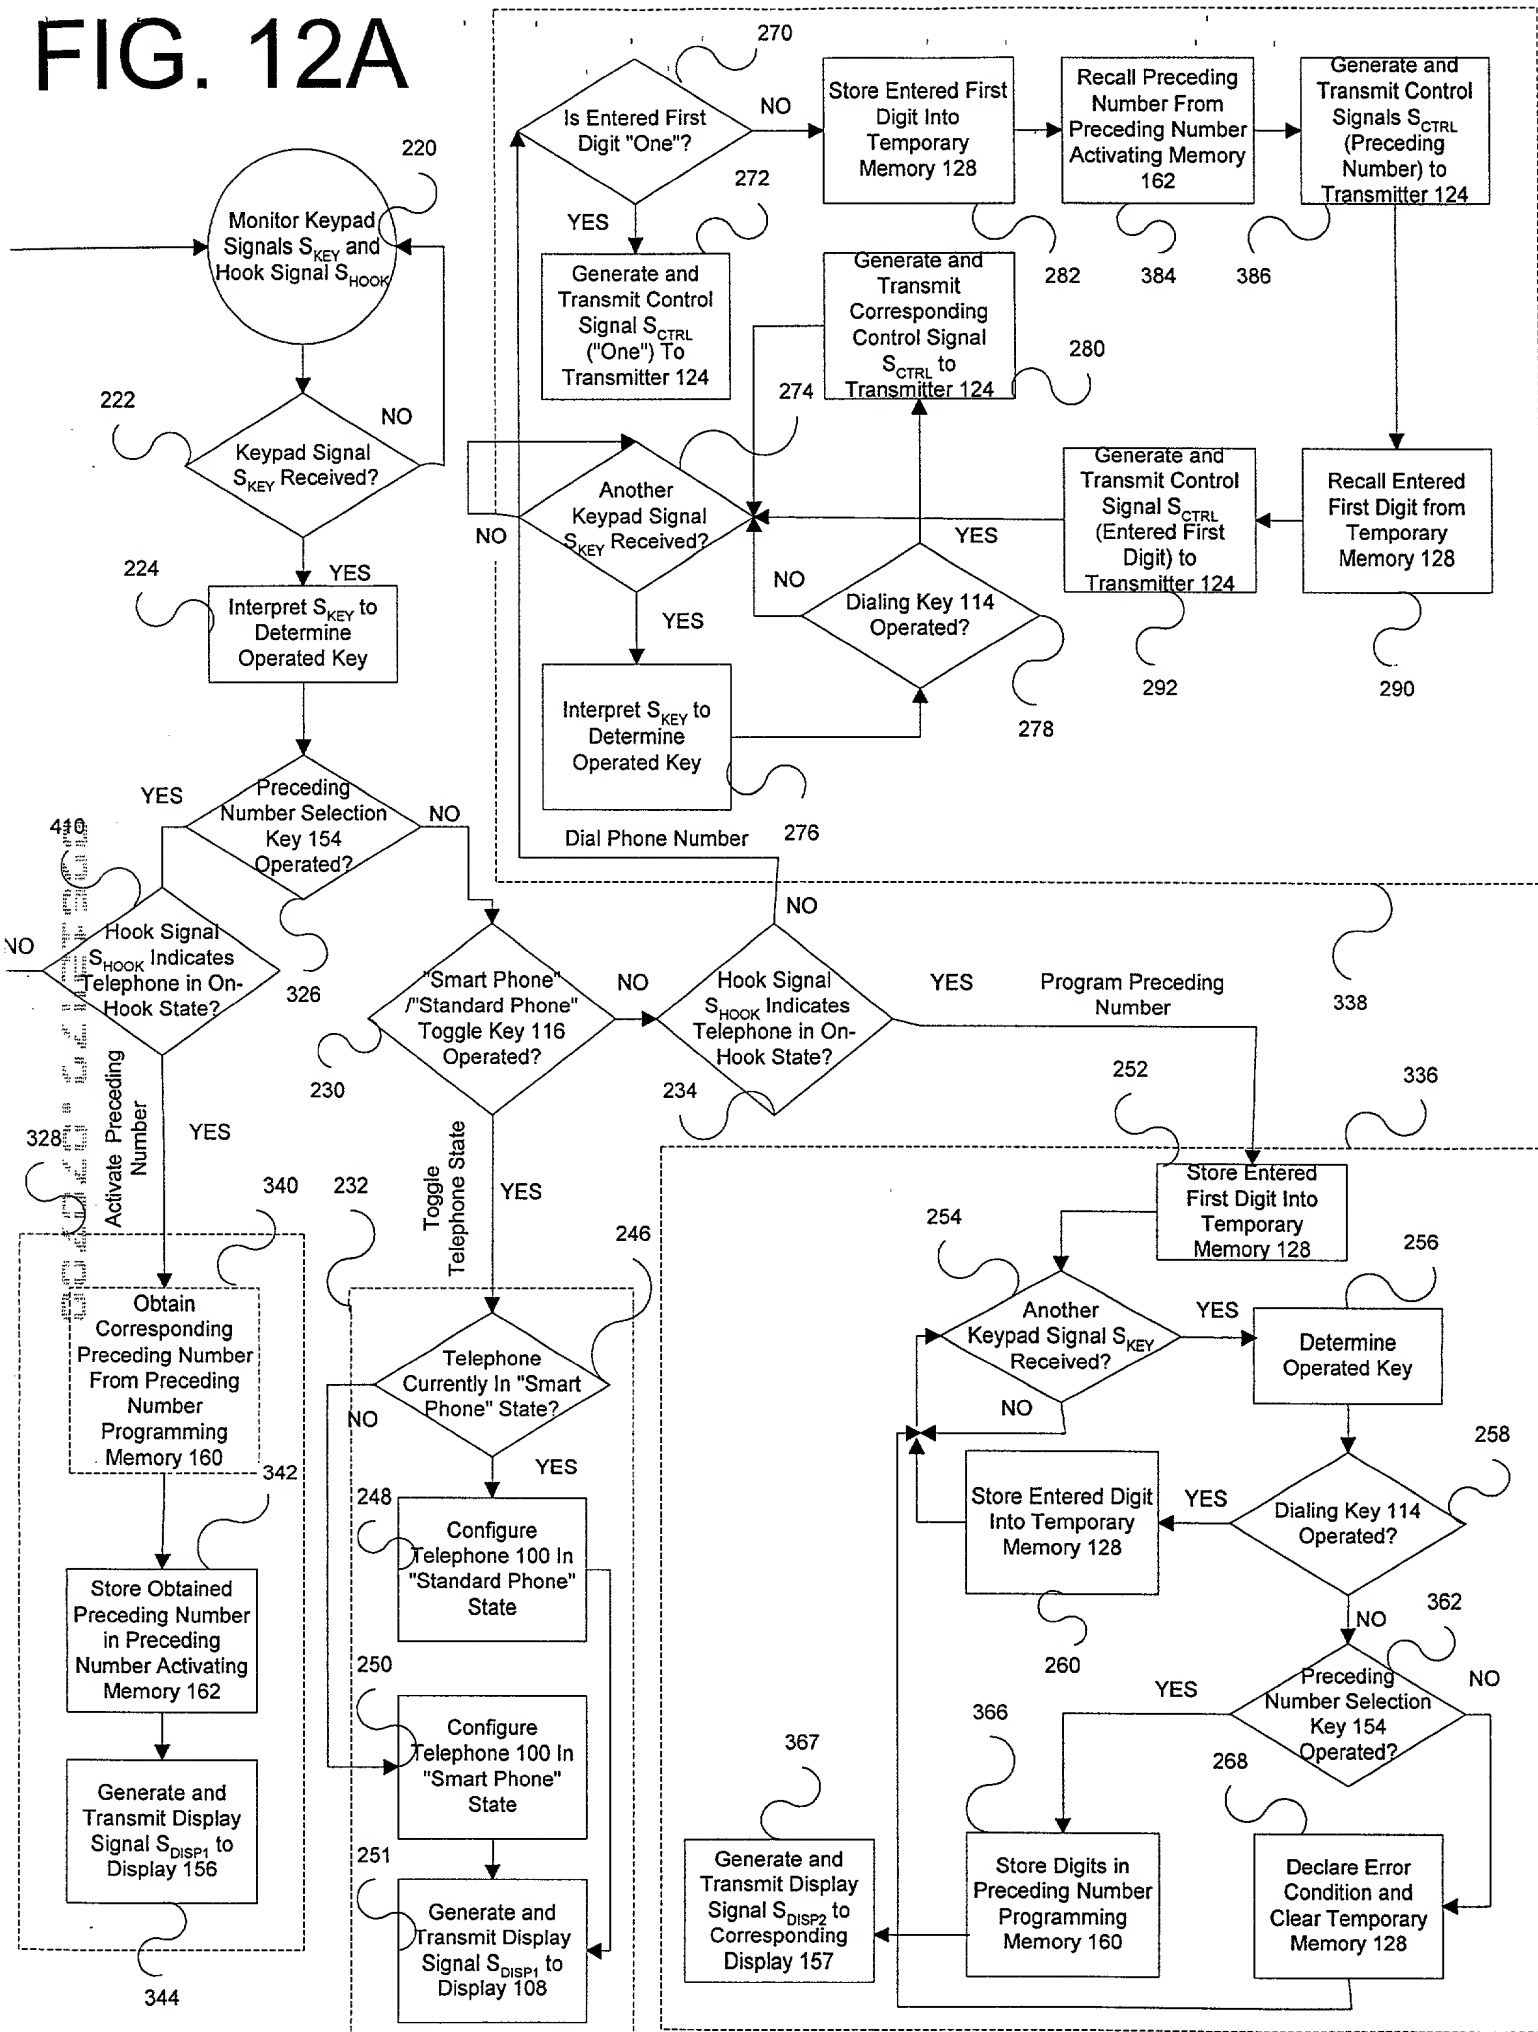 FIG. 12A
270
Is Entered First
Digit "One"?
NO
YES
272
Store Entered First
Digit Into
Temporary
Memory 128
282
Recall Preceding
Number From
Preceding Number
Activating Memory
162
384
Generate and
Transmit Control
Signals SCTRL
(Preceding
Number) to
Transmitter 124
386
220
Monitor Keypad
Signals SKEY and
Hook Signal SHOOK
Generate and
Transmit Control
Signal SCTRL
("One") To
Transmitter 124
Generate and
Transmit
Corresponding
Control Signal
SCTRL to
Transmitter 124
280
274
222
NO
Keypad Signal
SKEY Received?
YES
Another
Keypad Signal
SKEY Received?
NO
YES
YES
Generate and
Transmit Control
Signal SCTRL
(Entered First
Digit) to
Transmitter 124
292
Recall Entered
First Digit from
Temporary
Memory 128
290
224
Interpret SKEY to
Determine
Operated Key
NO
Dialing Key 114
Operated?
278
Interpret SKEY to
Determine
Operated Key
276
Dial Phone Number
YES
Preceding
Number Selection
Key 154
Operated?
NO
326
410
NO
Hook Signal
SHOOK Indicates
Telephone in On-
Hook State?
YES
Activate Preceding
Number
328
"Smart Phone"
/"Standard Phone"
Toggle Key 116
Operated?
230
NO
YES
Toggle
Telephone State
NO
Hook Signal
SHOOK Indicates
Telephone in On-
Hook State?
234
YES
Program Preceding
Number
338
252
336
340
Obtain
Corresponding
Preceding Number
From Preceding
Number
Programming
Memory 160
342
Store Obtained
Preceding Number
in Preceding
Number Activating
Memory 162
Generate and
Transmit Display
Signal SDISP1 to
Display 156
344
232
246
Telephone
Currently In "Smart
Phone" State?
NO
YES
248
Configure
Telephone 100 In
"Standard Phone"
State
250
Configure
Telephone 100 In
"Smart Phone"
State
251
Generate and
Transmit Display
Signal SDISP1 to
Display 108
Store Entered
First Digit Into
Temporary
Memory 128
254
Another
Keypad Signal SKEY
Received?
YES
NO
256
Determine
Operated Key
258
Dialing Key 114
Operated?
YES
NO
Store Entered Digit
Into Temporary
Memory 128
260
362
Preceding
Number Selection
Key 154
Operated?
YES
NO
366
367
268
Generate and
Transmit Display
Signal SDISP2 to
Corresponding
Display 157
Store Digits in
Preceding Number
Programming
Memory 160
Declare Error
Condition and
Clear Temporary
Memory 128